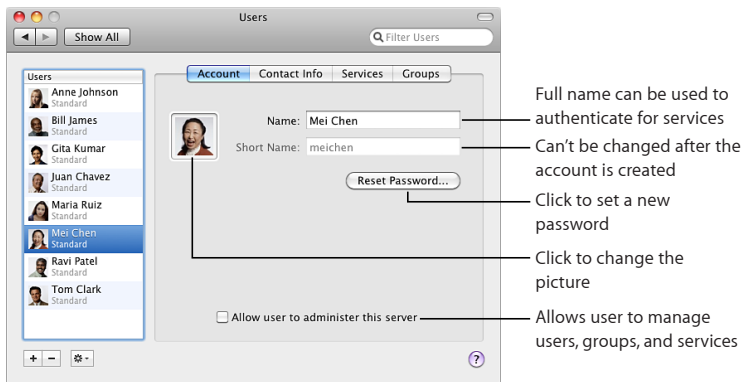 Users
Show All
Filter Users
Users
Anne Johnson
Standard
Bill James
Standard
Gita Kumar
Standard
Juan Chavez
Standard
Maria Ruiz
Standard
Mei Chen
Standard
Ravi Patel
Standard
Tom Clark
Standard
Account Contact Info Services Groups
Name: Mei Chen
Short Name: meichen
Reset Password...
Allow user to administer this server
?
Full name can be used to
authenticate for services
Can't be changed after the
account is created
Click to set a new
password
Click to change the
picture
Allows user to manage
users, groups, and services